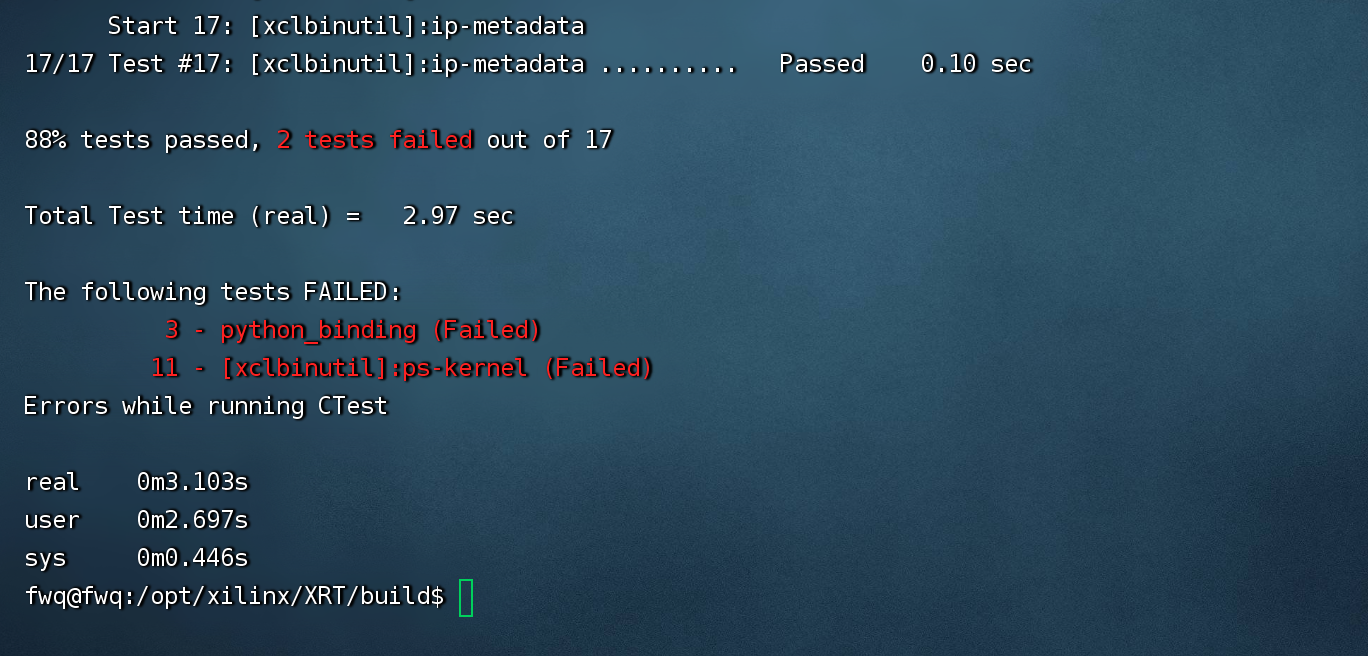 Start 17: [xclbinutil]:ip-metadata
17/17 Test #17: [xclbinutil]:ip-metadata .......... Passed 0.10 sec
88% tests passed, 2 tests failed out of 17
Total Test time (real) = 2.97 sec
The following tests FAILED:
3 - python_binding (Failed)
11 - [xclbinutil]:ps-kernel (Failed)
Errors while running CTest
real 0m3.103s
user 0m2.697s
sys 0m0.446s
fwq@fwq:/opt/xilinx/XRT/build$